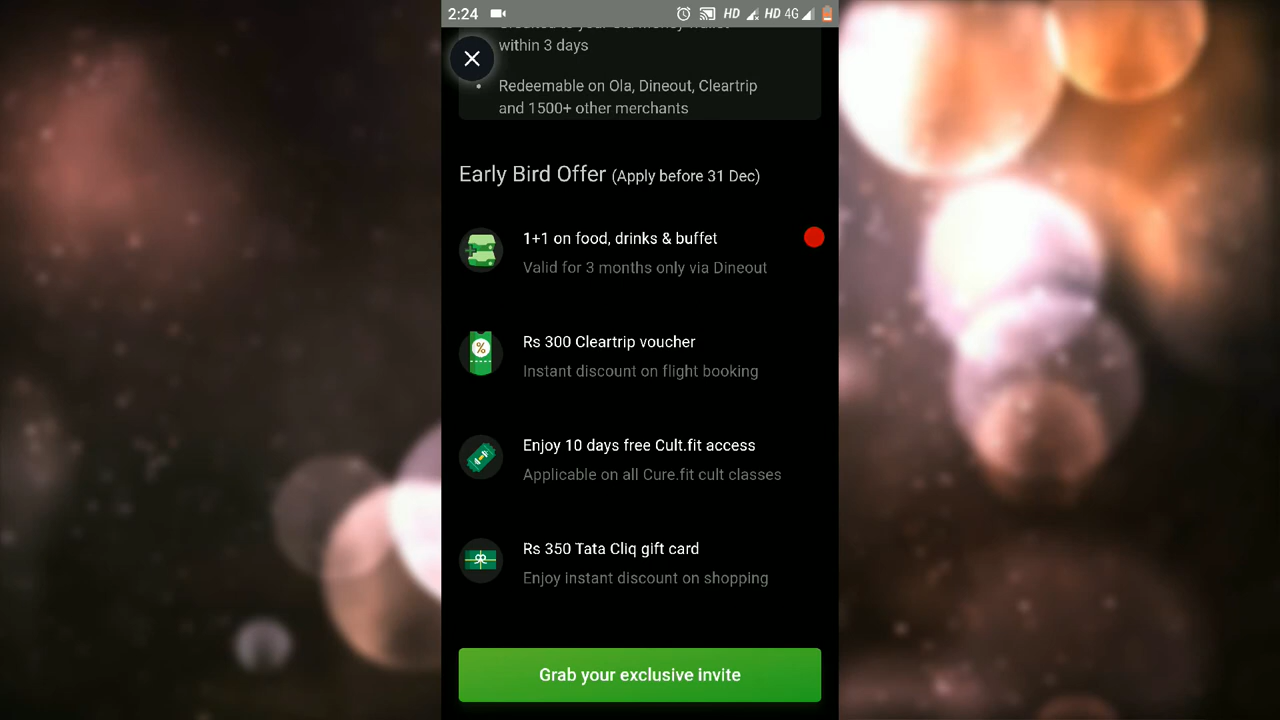 2:24 HD HD 4G
within 3 days
• Redeemable on Ola, Dineout, Cleartrip
and 1500+ other merchants
Early Bird Offer (Apply before 31 Dec)
1+1 on food, drinks & buffet
Valid for 3 months only via Dineout
%
Rs 300 Cleartrip voucher
Instant discount on flight booking
Enjoy 10 days free Cult.fit access
Applicable on all Cure.fit cult classes
Rs 350 Tata Cliq gift card
Enjoy instant discount on shopping
Grab your exclusive invite